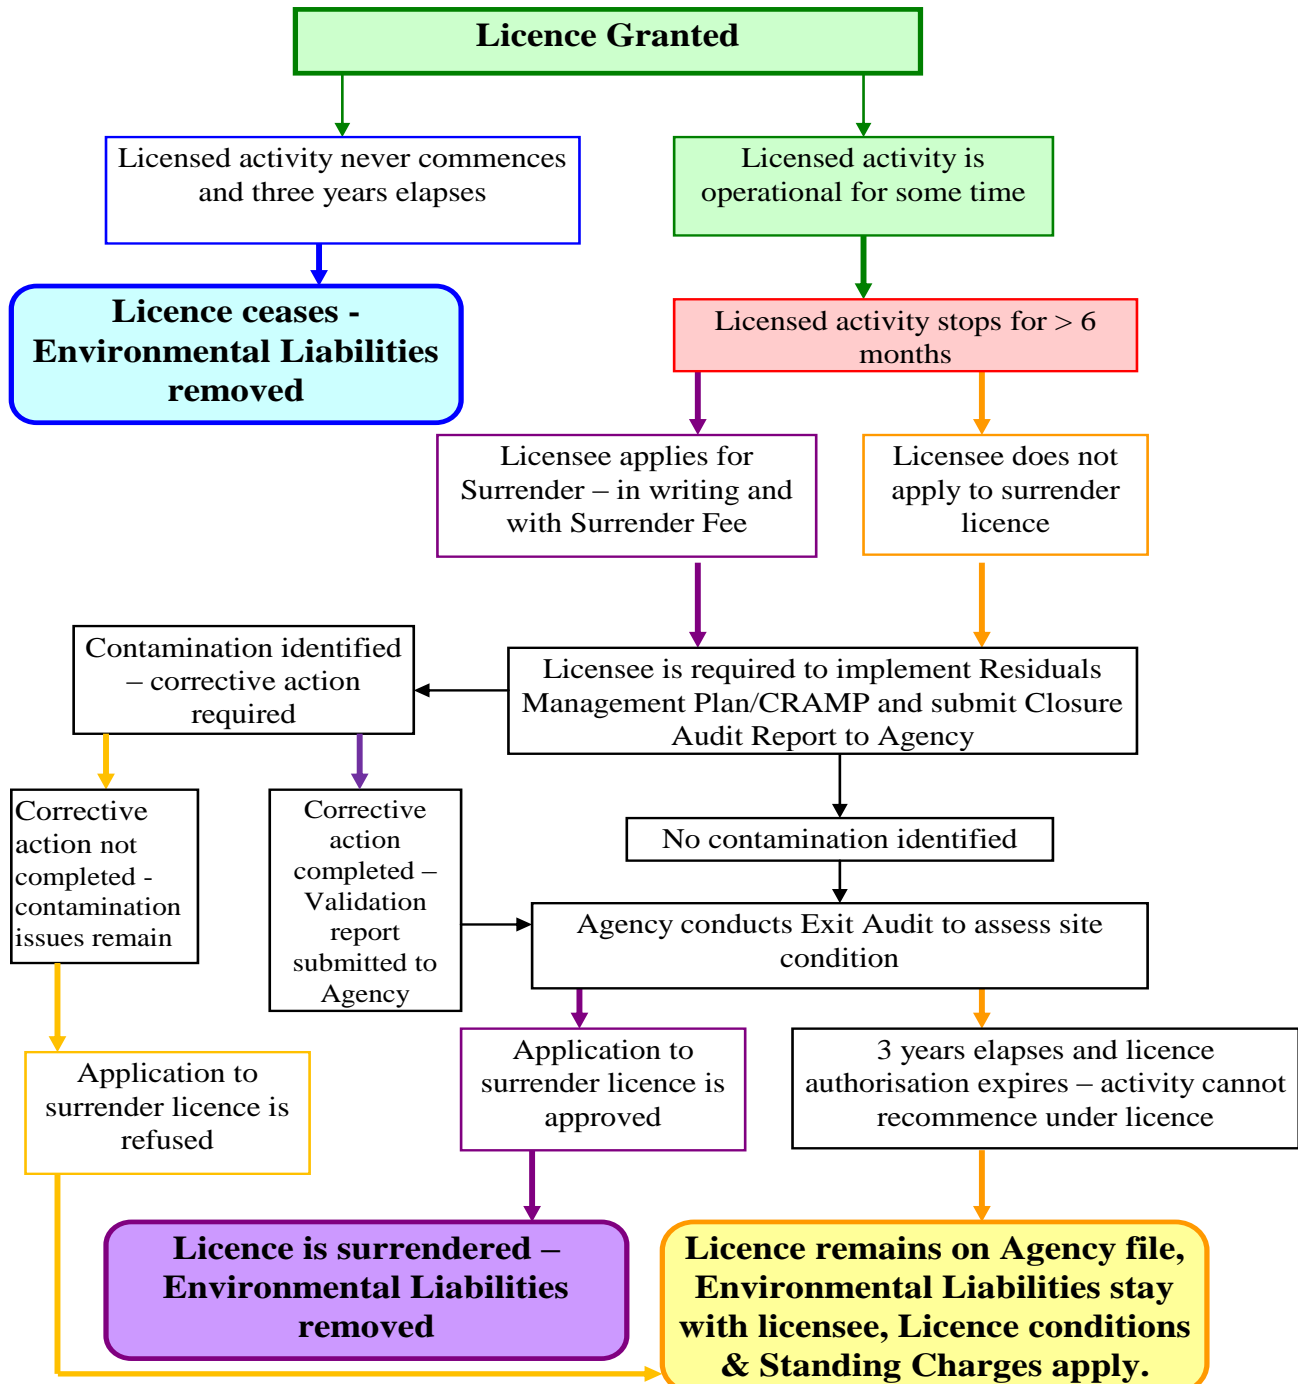 Licence Granted
Licensed activity never commences
and three years elapses
Licensed activity is
operational for some time
Licence ceases -
Environmental Liabilities
removed
Licensed activity stops for > 6
months
Licensee applies for
Surrender – in writing and
with Surrender Fee
Licensee does not
apply to surrender
licence
Contamination identified
– corrective action
required
Licensee is required to implement Residuals
Management Plan/CRAMP and submit Closure
Audit Report to Agency
Corrective
action not
completed -
contamination
issues remain
Corrective
action
completed –
Validation
report
submitted to
Agency
No contamination identified
Agency conducts Exit Audit to assess site
condition
Application to
surrender licence is
refused
Application to
surrender licence is
approved
3 years elapses and licence
authorisation expires – activity cannot
recommence under licence
Licence is surrendered –
Environmental Liabilities
removed
Licence remains on Agency file,
Environmental Liabilities stay
with licensee, Licence conditions
& Standing Charges apply.